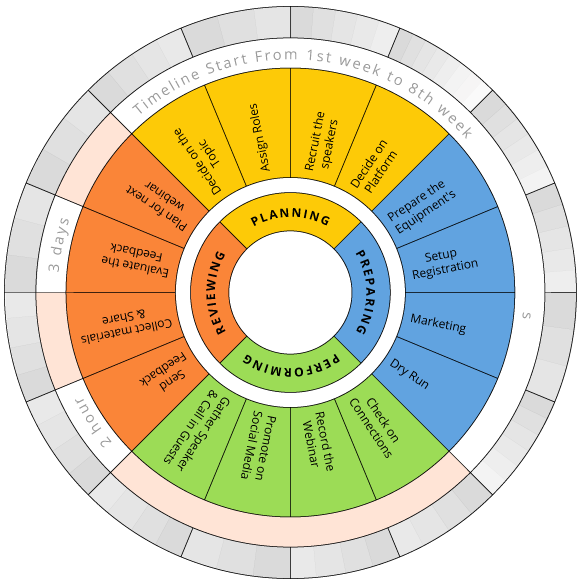 Timeline Start From 1st week to 8th week
Decide on the
Topic
Assign Roles
Recruit the
speakers
Decide on
Platform
Prepare the
Equipment's
Setup
Registration
Marketing
Dry Run
Check on
Connections
Record the
Webinar
Promote on
Social Media
Gather Speaker
& Call in Guests
Send
Feedback
Collect materials
& Share
Evaluate the
Feedback
Plan for next
webinar
PLANNING
PREPARING
PERFORMING
REVIEWING
s
2 hour
3 days